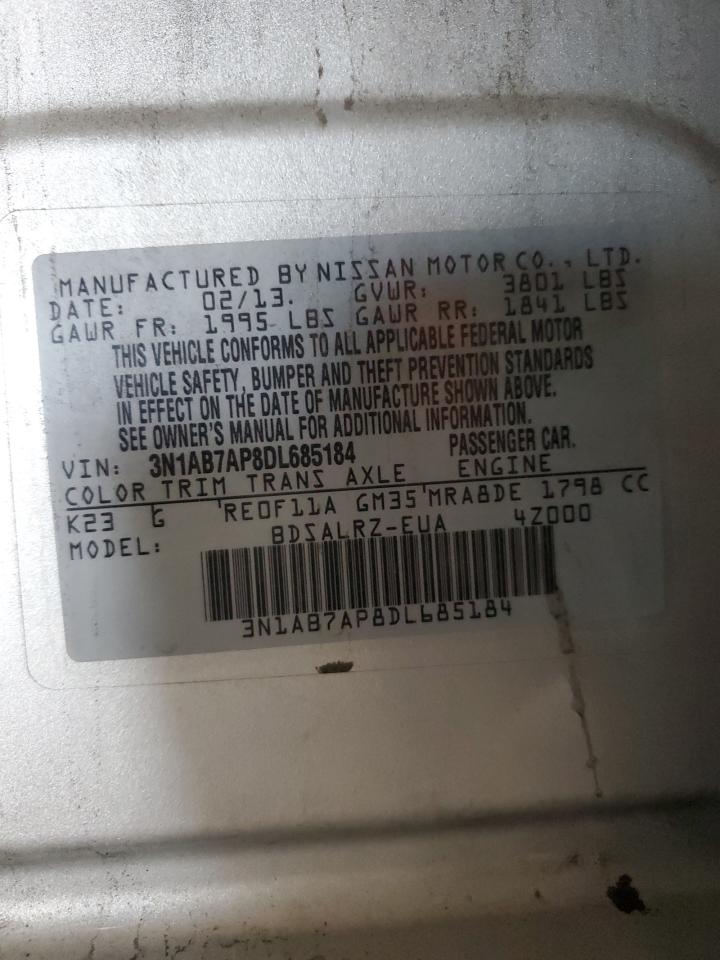 MANUFACTURED BY NISSAN MOTOR CO., LTD.
DATE: 02/13. GVWR: 3801 LBS
GAWR FR: 1995 LBS GAWR RR: 1841 LBS
THIS VEHICLE CONFORMS TO ALL APPLICABLE FEDERAL MOTOR
VEHICLE SAFETY, BUMPER AND THEFT PREVENTION STANDARDS
IN EFFECT ON THE DATE OF MANUFACTURE SHOWN ABOVE.
SEE OWNER'S MANUAL FOR ADDITIONAL INFORMATION.
VIN: 3N1AB7AP8DL685184 PASSENGER CAR.
COLOR TRIM TRANS AXLE ENGINE
K23 G RE0F11A GM35 MRA8DE 1798 CC
MODEL: BDSALRZ-EUA 4Z000
3N1AB7AP8DL685184